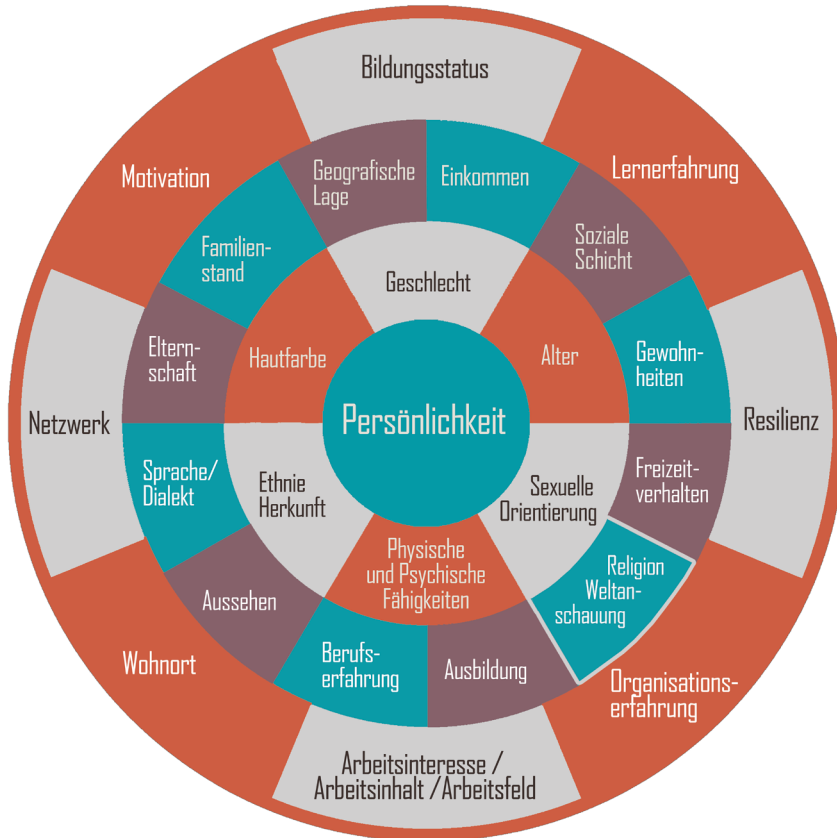 Bildungsstatus
Motivation
Geografische
Lage
Einkommen
Lernerfahrung
Familien-
stand
Soziale
Schicht
Geschlecht
Eltern-
schaft
Hautfarbe
Alter
Gewohn-
heiten
Netzwerk
Persönlichkeit
Resilienz
Sprache/
Dialekt
Ethnie
Herkunft
Sexuelle
Orientierung
Freizeit-
verhalten
Physische
und Psychische
Fähigkeiten
Religion
Weltan-
schauung
Aussehen
Wohnort
Berufs-
erfahrung
Ausbildung
Organisations-
erfahrung
Arbeitsinteresse /
Arbeitsinhalt /Arbeitsfeld